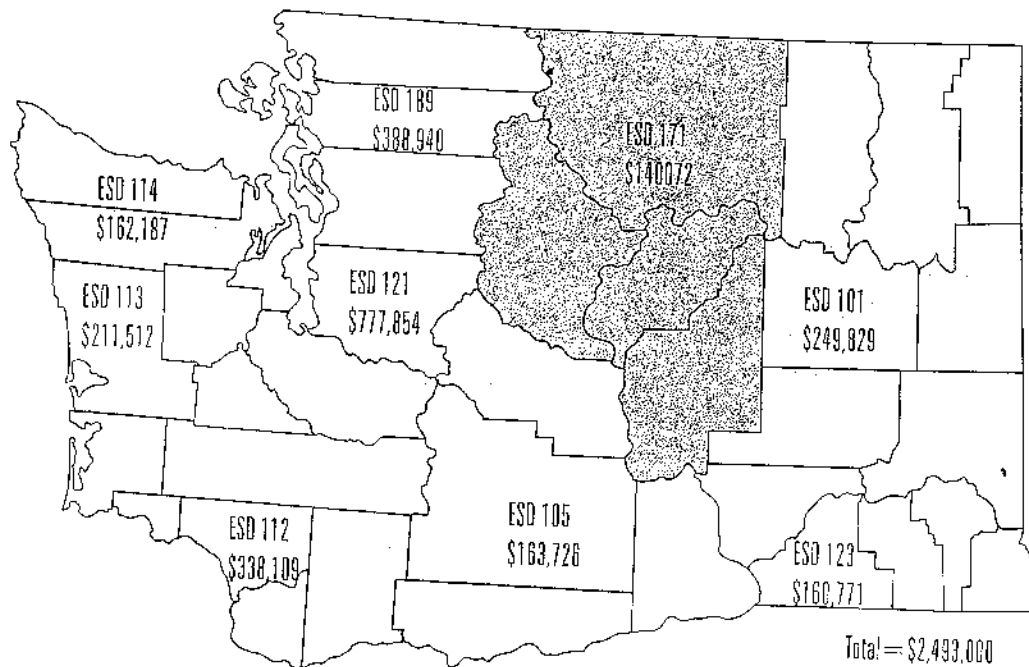 ESD 189
$388,940
ESD 171
$140072
ESD 114
$162,187
ESD 113
$211,512
ESD 121
$777,854
ESD 101
$249,829
ESD 112
$338,109
ESD 105
$163,726
ESD 123
$160,771
Total = $2,493,000